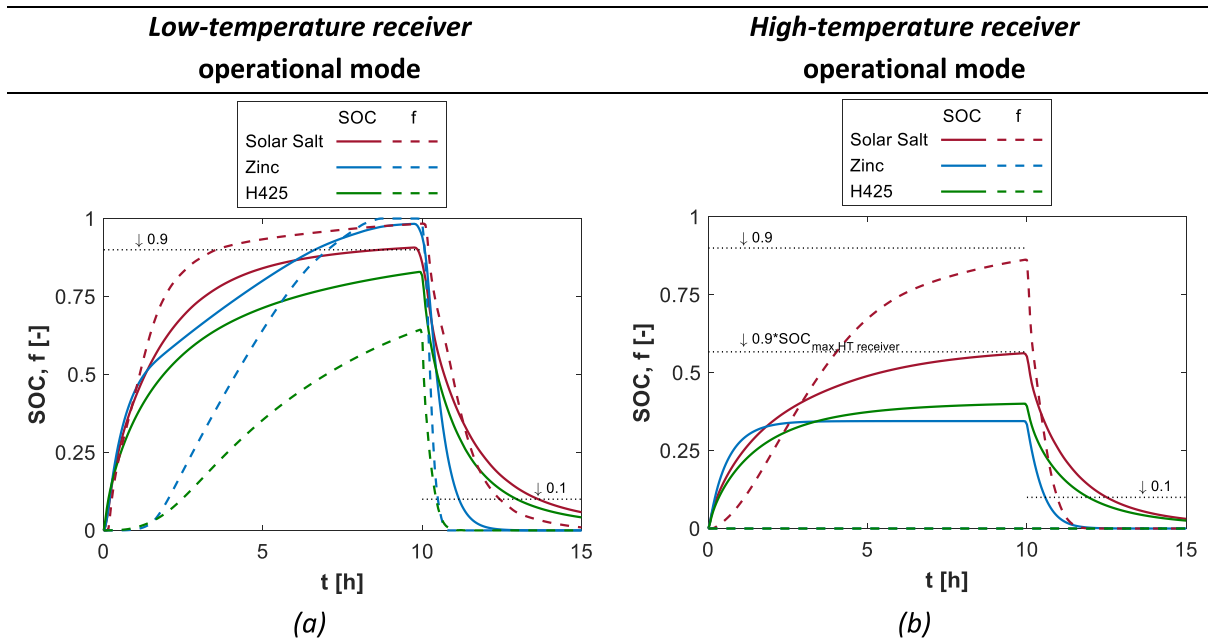 Low-temperature receiver
operational mode
High-temperature receiver
operational mode
SOC f
Solar Salt
Zinc
H425
1
0.75
0.5
0.25
0
SOC, f [-]
↓ 0.9
↓ 0.1
0 5 10 15
t [h]
(a)
SOC f
Solar Salt
Zinc
H425
1
0.75
0.5
0.25
0
SOC, f [-]
↓ 0.9
↓ 0.9*SOCmax,HT receiver
↓ 0.1
0 5 10 15
t [h]
(b)